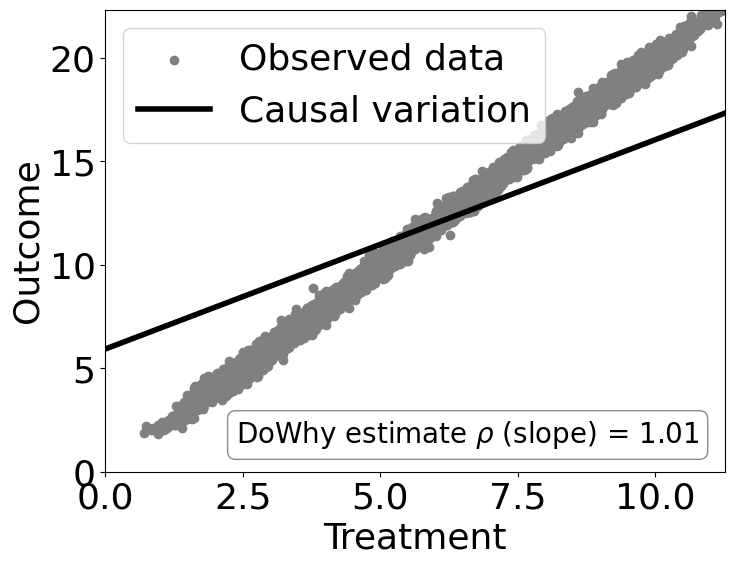 Observed data
Causal variation
20
15
10
5
0
Outcome
DoWhy estimate ρ (slope) = 1.01
0.0 2.5 5.0 7.5 10.0
Treatment